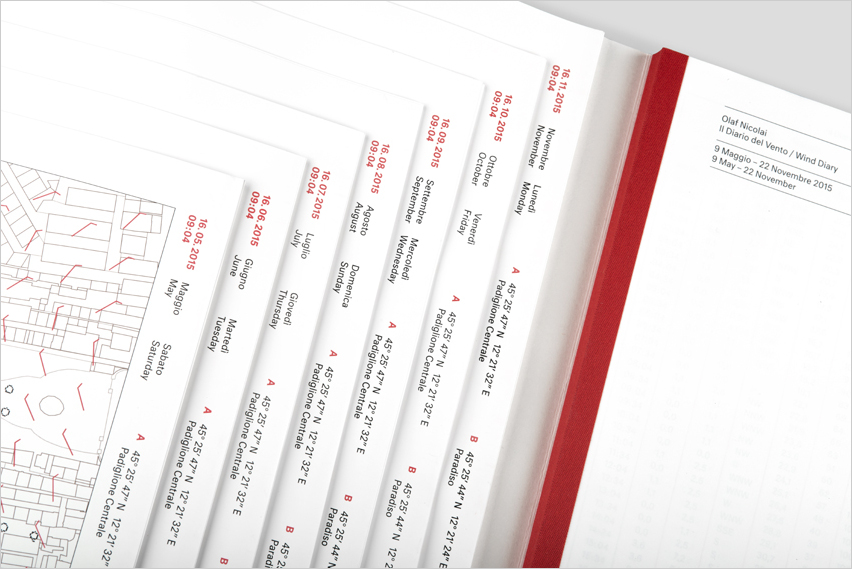 16.05.2015
09:04
Maggio
May
Sabato
Saturday
A
45° 25' 47" N  12° 21' 32" E
Padiglione Centrale
16.06.2015
09:04
Giugno
June
Martedì
Tuesday
A
45° 25' 47" N  12° 21' 32" E
Padiglione Centrale
B
16.07.2015
09:04
Luglio
July
Giovedì
Thursday
A
45° 25' 47" N  12° 21' 32" E
Padiglione Centrale
B
45° 25'
Paradiso
16.08.2015
09:04
Agosto
August
Domenica
Sunday
A
45° 25' 47" N  12° 21' 32" E
Padiglione Centrale
B
45° 25' 44" N
Paradiso
16.09.2015
09:04
Settembre
September
Mercoledì
Wednesday
A
45° 25' 47" N  12° 21' 32" E
Padiglione Centrale
B
45° 25' 44" N  12° 2
Paradiso
16.10.2015
09:04
Ottobre
October
Venerdì
Friday
A
45° 25' 47" N  12° 21' 32" E
Padiglione Centrale
B
45° 25' 44" N  12° 21' 24" E
Paradiso
16.11.2015
09:04
Novembre
November
Lunedì
Monday
A
45° 25' 47" N  12° 21' 32" E
Padiglione Centrale
Olaf Nicolai
Il Diario del Vento / Wind Diary
9 Maggio – 22 Novembre 2015
9 May – 22 November